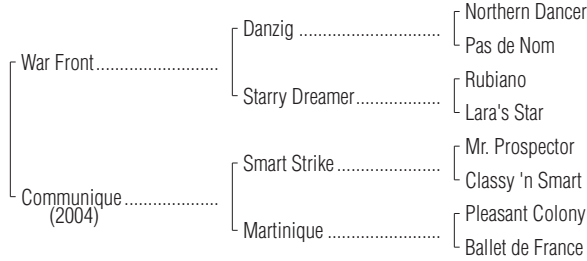 Northern Dancer
Danzig ..............................
Pas de Nom
War Front..........................
Rubiano
Starry Dreamer..................
Lara's Star
Mr. Prospector
Smart Strike ......................
Classy 'n Smart
Communique ....................
(2004)
Pleasant Colony
Martinique ........................
Ballet de France